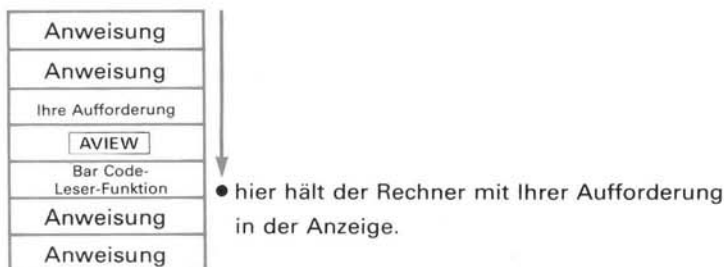 Anweisung
Anweisung
Ihre Aufforderung
AVIEW
Bar Code-
Leser-Funktion
● hier hält der Rechner mit Ihrer Aufforderung
in der Anzeige.
Anweisung
Anweisung